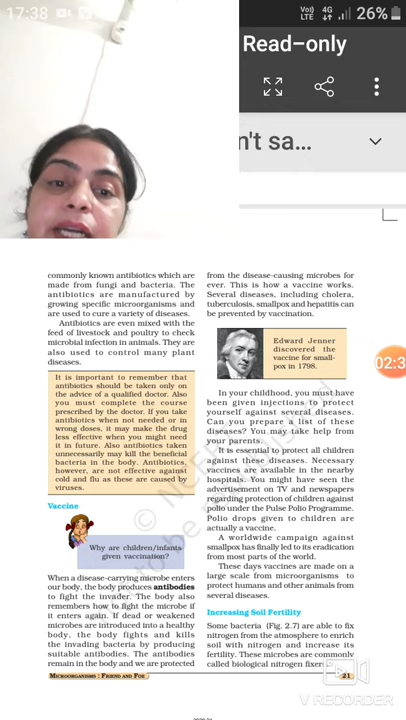 17:38
Vo)) LTE 4G 26%
Read–only
n't sa...
commonly known antibiotics which are
made from fungi and bacteria. The
antibiotics are manufactured by
growing specific microorganisms and
are used to cure a variety of diseases.
Antibiotics are even mixed with the
feed of livestock and poultry to check
microbial infection in animals. They
are also used to control many plant
diseases.
It is important to remember that
antibiotics should be taken only on
the advice of a qualified doctor. Also
you must complete the course
prescribed by the doctor. If you take
antibiotics when not needed or in
wrong doses, it may make the drug
less effective when you might need
it in future. Also antibiotics taken
unnecessarily may kill the beneficial
bacteria in the body. Antibiotics,
however, are not effective against
cold and flu as these are caused by
viruses.
Vaccine
Why are children/infants
given vaccination?
When a disease-carrying microbe enters
our body, the body produces antibodies
to fight the invader. The body also
remembers how to fight the microbe if
it enters again. If dead or weakened
microbes are introduced into a healthy
body, the body fights and kills
the invading bacteria by producing
suitable antibodies. The antibodies
remain in the body and we are protected
from the disease-causing microbes for
ever. This is how a vaccine works.
Several diseases, including cholera,
tuberculosis, smallpox and hepatitis can
be prevented by vaccination.
Edward Jenner
discovered the
vaccine for small-
pox in 1798.
02:3
In your childhood, you must have
been given injections to protect
yourself against several diseases.
Can you prepare a list of these
diseases? You may take help from
your parents.
It is essential to protect all children
against these diseases. Necessary
vaccines are available in the nearby
hospitals. You might have seen the
advertisement on TV and newspapers
regarding protection of children against
polio under the Pulse Polio Programme.
Polio drops given to children are
actually a vaccine.
A worldwide campaign against
smallpox has finally led to its eradication
from most parts of the world.
These days vaccines are made on a
large scale from microorganisms to
protect humans and other animals from
several diseases.
Increasing Soil Fertility
Some bacteria (Fig. 2.7) are able to fix
nitrogen from the atmosphere to enrich
soil with nitrogen and increase its
fertility. These microbes are commonly
called biological nitrogen fixers
MICROORGANISMS : FRIEND AND FOE
21
V RECORDER